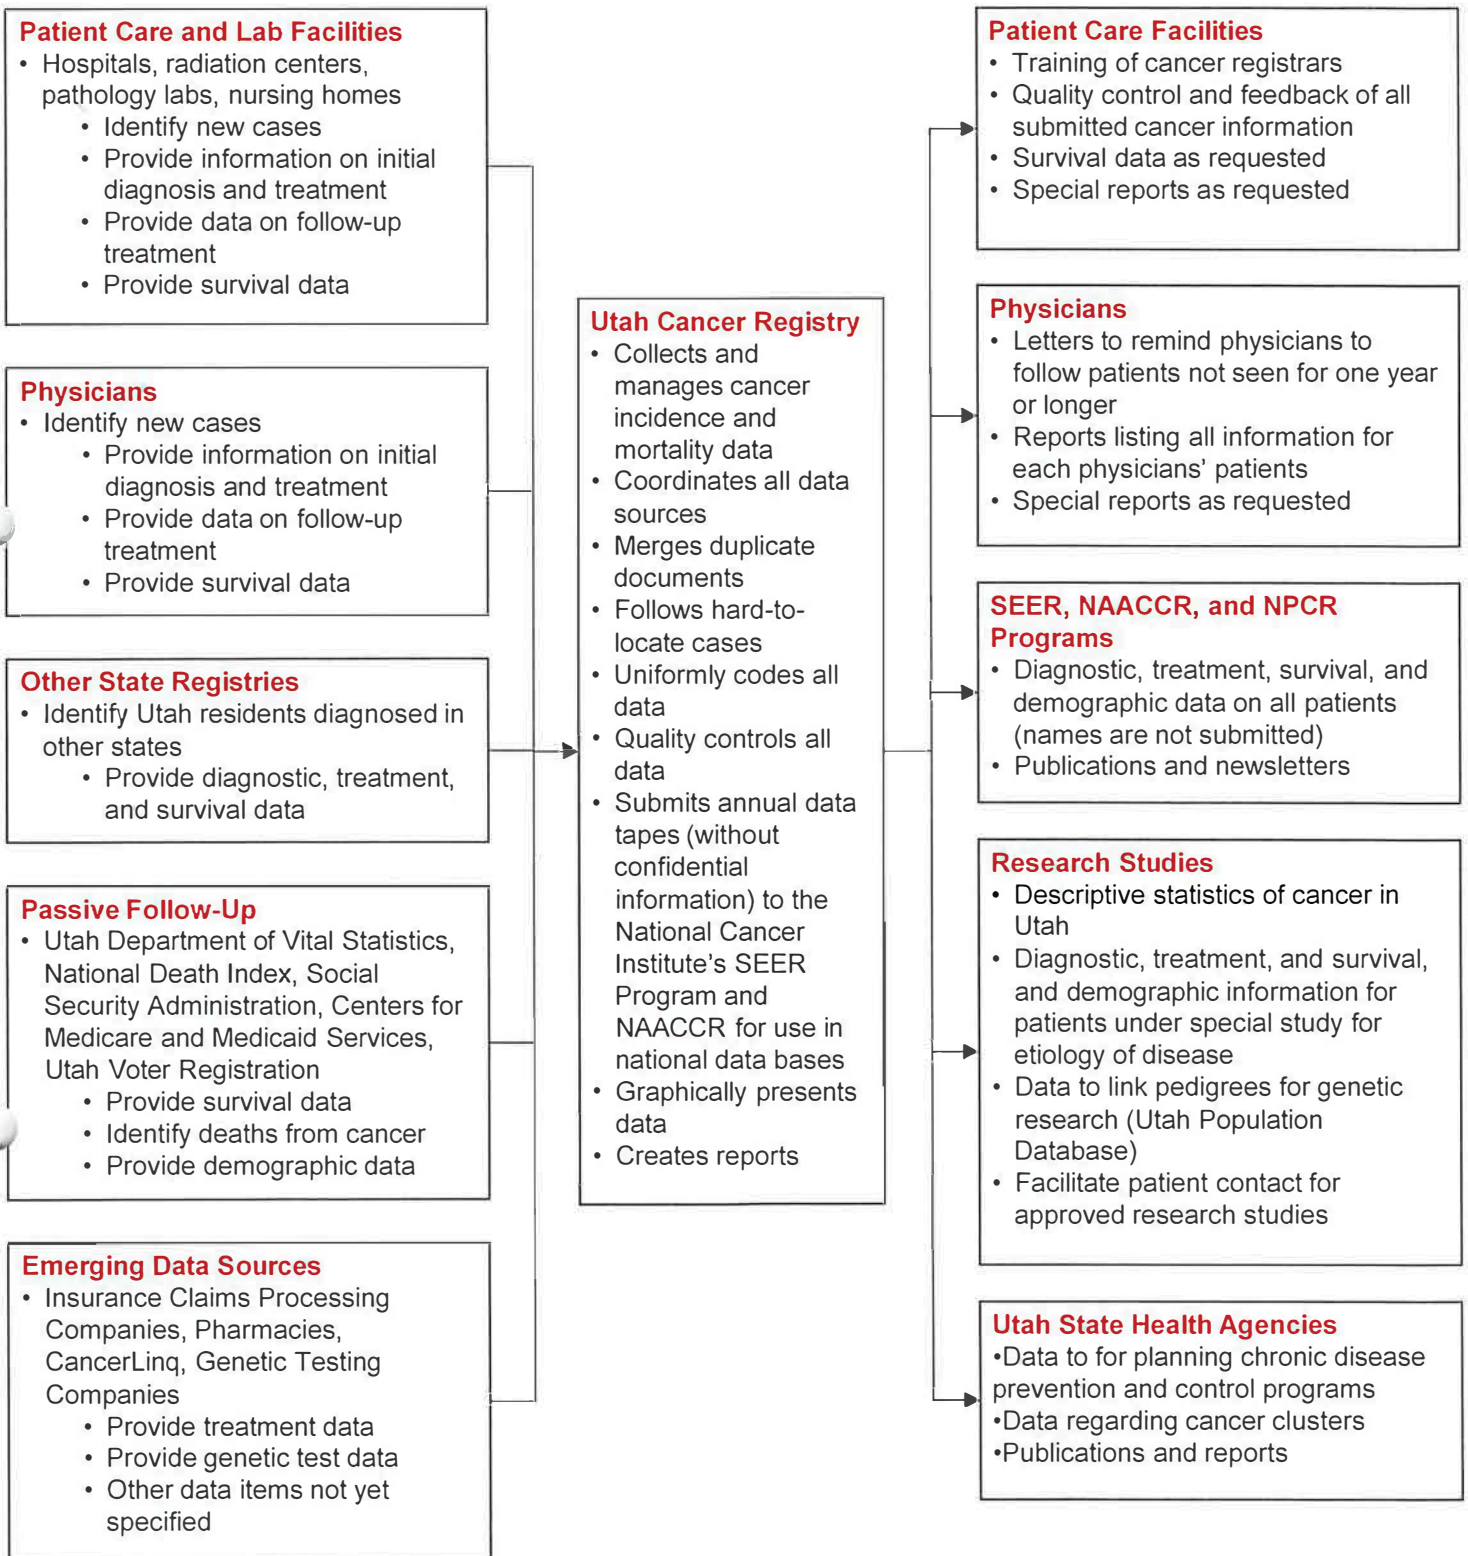 Patient Care and Lab Facilities
• Hospitals, radiation centers,
pathology labs, nursing homes
• Identify new cases
• Provide information on initial
diagnosis and treatment
• Provide data on follow-up
treatment
• Provide survival data
Physicians
• Identify new cases
• Provide information on initial
diagnosis and treatment
• Provide data on follow-up
treatment
• Provide survival data
Other State Registries
• Identify Utah residents diagnosed in
other states
• Provide diagnostic, treatment,
and survival data
Passive Follow-Up
• Utah Department of Vital Statistics,
National Death Index, Social
Security Administration, Centers for
Medicare and Medicaid Services,
Utah Voter Registration
• Provide survival data
• Identify deaths from cancer
• Provide demographic data
Emerging Data Sources
• Insurance Claims Processing
Companies, Pharmacies,
CancerLinq, Genetic Testing
Companies
• Provide treatment data
• Provide genetic test data
• Other data items not yet
specified
Utah Cancer Registry
• Collects and
manages cancer
incidence and
mortality data
• Coordinates all data
sources
• Merges duplicate
documents
• Follows hard-to-
locate cases
• Uniformly codes all
data
• Quality controls all
data
• Submits annual data
tapes (without
confidential
information) to the
National Cancer
Institute's SEER
Program and
NAACCR for use in
national data bases
• Graphically presents
data
• Creates reports
Patient Care Facilities
• Training of cancer registrars
• Quality control and feedback of all
submitted cancer information
• Survival data as requested
• Special reports as requested
Physicians
• Letters to remind physicians to
follow patients not seen for one year
or longer
• Reports listing all information for
each physicians' patients
• Special reports as requested
SEER, NAACCR, and NPCR
Programs
• Diagnostic, treatment, survival, and
demographic data on all patients
(names are not submitted)
• Publications and newsletters
Research Studies
• Descriptive statistics of cancer in
Utah
• Diagnostic, treatment, and survival,
and demographic information for
patients under special study for
etiology of disease
• Data to link pedigrees for genetic
research (Utah Population
Database)
• Facilitate patient contact for
approved research studies
Utah State Health Agencies
•Data to for planning chronic disease
prevention and control programs
•Data regarding cancer clusters
•Publications and reports